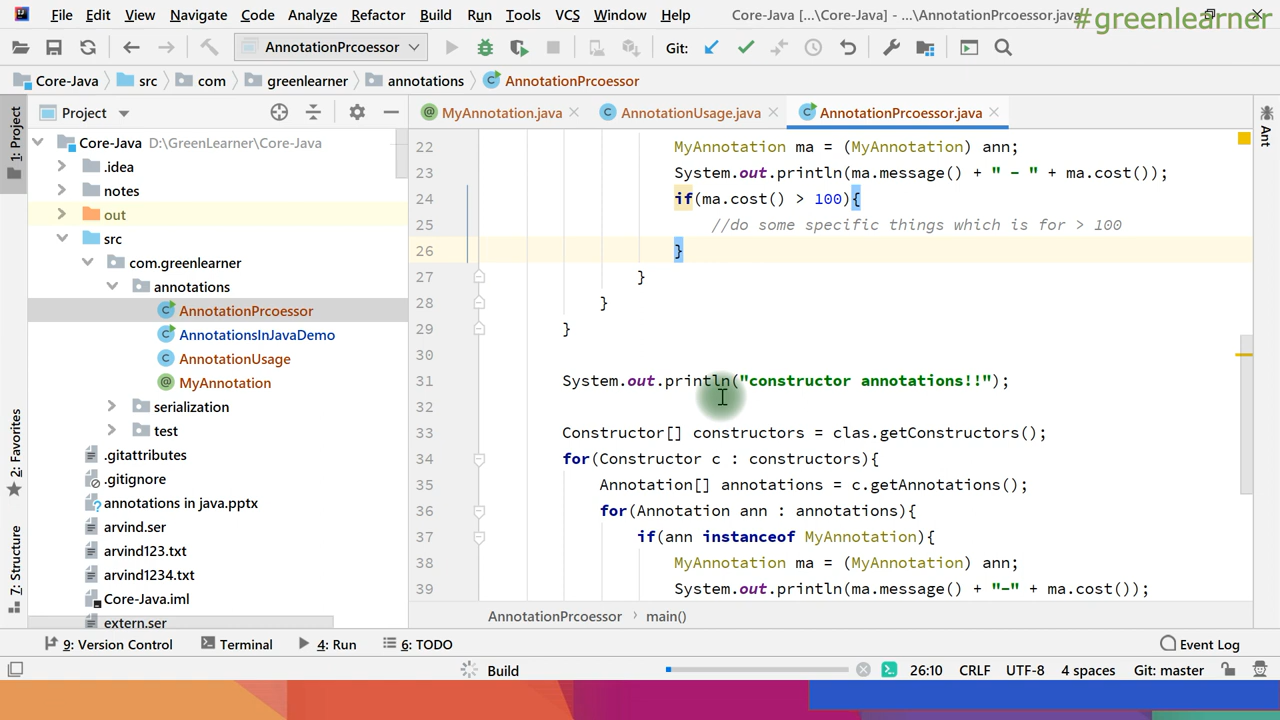 File Edit View Navigate Code Analyze Refactor Build Run Tools VCS Window Help Core-Java [...\Core-Java] - ...\AnnotationPrcoessor.java
#greenlearner
AnnotationPrcoessor Git:
Core-Java src com greenlearner annotations AnnotationPrcoessor
Project
MyAnnotation.java AnnotationUsage.java AnnotationPrcoessor.java
1: Project
2: Favorites
7: Structure
Ant
Core-Java D:\GreenLearner\Core-Java
.idea
notes
out
src
com.greenlearner
annotations
AnnotationPrcoessor
AnnotationsInJavaDemo
AnnotationUsage
MyAnnotation
serialization
test
.gitattributes
.gitignore
annotations in java.pptx
arvind.ser
arvind123.txt
arvind1234.txt
Core-Java.iml
extern.ser
22 MyAnnotation ma = (MyAnnotation) ann;
23 System.out.println(ma.message() + " - " + ma.cost());
24 if(ma.cost() > 100){
25 //do some specific things which is for > 100
26 }
27 }
28 }
29 }
30
31 System.out.println("constructor annotations!!");
32
33 Constructor[] constructors = clas.getConstructors();
34 for(Constructor c : constructors){
35 Annotation[] annotations = c.getAnnotations();
36 for(Annotation ann : annotations){
37 if(ann instanceof MyAnnotation){
38 MyAnnotation ma = (MyAnnotation) ann;
39 System.out.println(ma.message() + "-" + ma.cost());
AnnotationPrcoessor › main()
9: Version Control Terminal 4: Run 6: TODO Event Log
Build 26:10 CRLF UTF-8 4 spaces Git: master